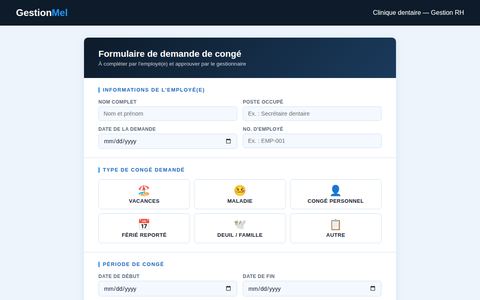 GestionMel
Clinique dentaire — Gestion RH
Formulaire de demande de congé
À compléter par l'employé(e) et approuver par le gestionnaire
INFORMATIONS DE L'EMPLOYÉ(E)
NOM COMPLET
POSTE OCCUPÉ
Nom et prénom
Ex. : Secrétaire dentaire
DATE DE LA DEMANDE
NO. D'EMPLOYÉ
mm/dd/yyyy
Ex. : EMP-001
TYPE DE CONGÉ DEMANDÉ
VACANCES
MALADIE
CONGÉ PERSONNEL
FÉRIÉ REPORTÉ
DEUIL / FAMILLE
AUTRE
PÉRIODE DE CONGÉ
DATE DE DÉBUT
DATE DE FIN
mm/dd/yyyy
mm/dd/yyyy